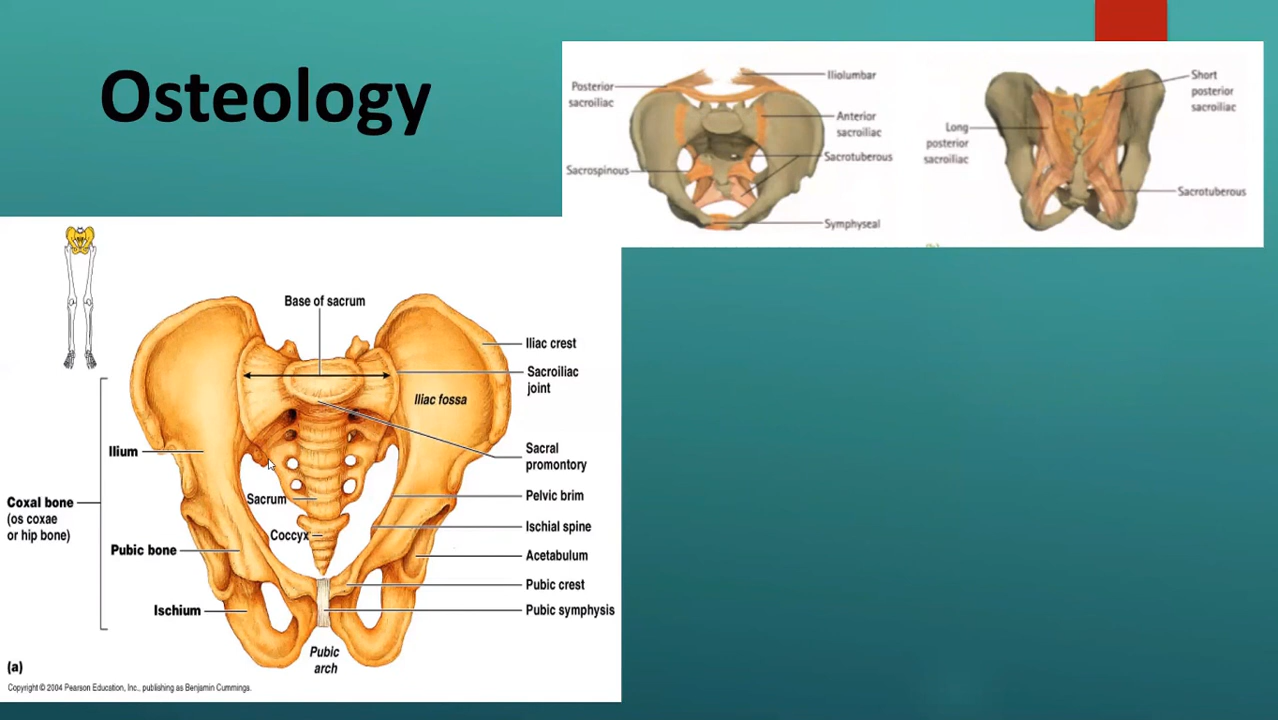 Osteology
Posterior
sacroiliac
Iliolumbar
Anterior
sacroiliac
Sacrospinous
Sacrotuberous
Symphyseal
Short
posterior
sacroiliac
Long
posterior
sacroiliac
Sacrotuberous
Base of sacrum
Iliac crest
Sacroiliac
joint
Iliac fossa
Ilium
Sacral
promontory
Coxal bone
(os coxae
or hip bone)
Sacrum
Pelvic brim
Coccyx
Ischial spine
Pubic bone
Acetabulum
Pubic crest
Ischium
Pubic symphysis
Pubic
arch
(a)
Copyright © 2004 Pearson Education, Inc., publishing as Benjamin Cummings.